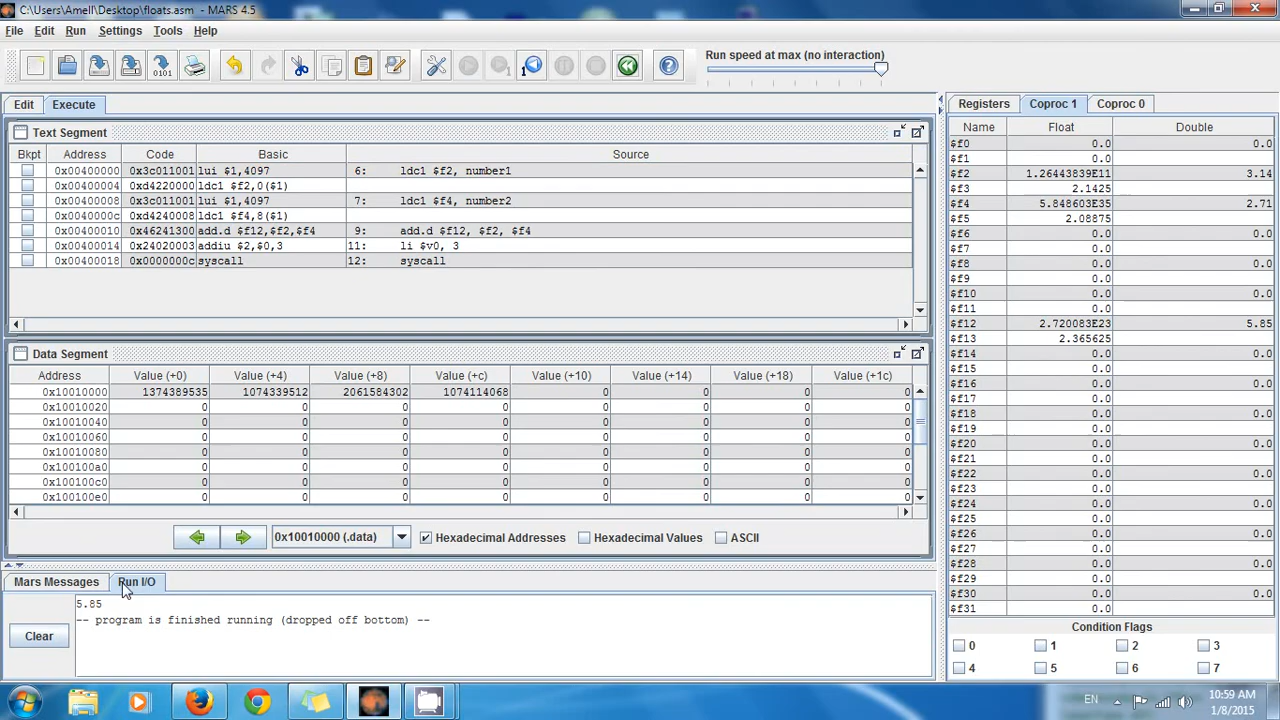 C:\Users\Amell\Desktop\floats.asm - MARS 4.5
File Edit Run Settings Tools Help
Run speed at max (no interaction)
Edit Execute
Text Segment
Bkpt Address Code Basic Source
0x00400000 0x3c011001 lui $1,4097 6: ldc1 $f2, number1
0x00400004 0xd4220000 ldc1 $f2,0($1)
0x00400008 0x3c011001 lui $1,4097 7: ldc1 $f4, number2
0x0040000c 0xd4240008 ldc1 $f4,8($1)
0x00400010 0x46241300 add.d $f12,$f2,$f4 9: add.d $f12, $f2, $f4
0x00400014 0x24020003 addiu $2,$0,3 11: li $v0, 3
0x00400018 0x0000000c syscall 12: syscall
Data Segment
Address Value (+0) Value (+4) Value (+8) Value (+c) Value (+10) Value (+14) Value (+18) Value (+1c)
0x10010000 1374389535 1074339512 2061584302 1074114068 0 0 0 0
0x10010020 0 0 0 0 0 0 0 0
0x10010040 0 0 0 0 0 0 0 0
0x10010060 0 0 0 0 0 0 0 0
0x10010080 0 0 0 0 0 0 0 0
0x100100a0 0 0 0 0 0 0 0 0
0x100100c0 0 0 0 0 0 0 0 0
0x100100e0 0 0 0 0 0 0 0 0
0x10010000 (.data) Hexadecimal Addresses Hexadecimal Values ASCII
Mars Messages Run I/O
5.85
-- program is finished running (dropped off bottom) --
Clear
Registers Coproc 1 Coproc 0
Name Float Double
$f0 0.0 0.0
$f1 0.0
$f2 1.26443839E11 3.14
$f3 2.1425
$f4 5.848603E35 2.71
$f5 2.08875
$f6 0.0 0.0
$f7 0.0
$f8 0.0 0.0
$f9 0.0
$f10 0.0 0.0
$f11 0.0
$f12 2.720083E23 5.85
$f13 2.365625
$f14 0.0 0.0
$f15 0.0
$f16 0.0 0.0
$f17 0.0
$f18 0.0 0.0
$f19 0.0
$f20 0.0 0.0
$f21 0.0
$f22 0.0 0.0
$f23 0.0
$f24 0.0 0.0
$f25 0.0
$f26 0.0 0.0
$f27 0.0
$f28 0.0 0.0
$f29 0.0
$f30 0.0 0.0
$f31 0.0
Condition Flags
0 1 2 3
4 5 6 7
EN 10:59 AM
1/8/2015